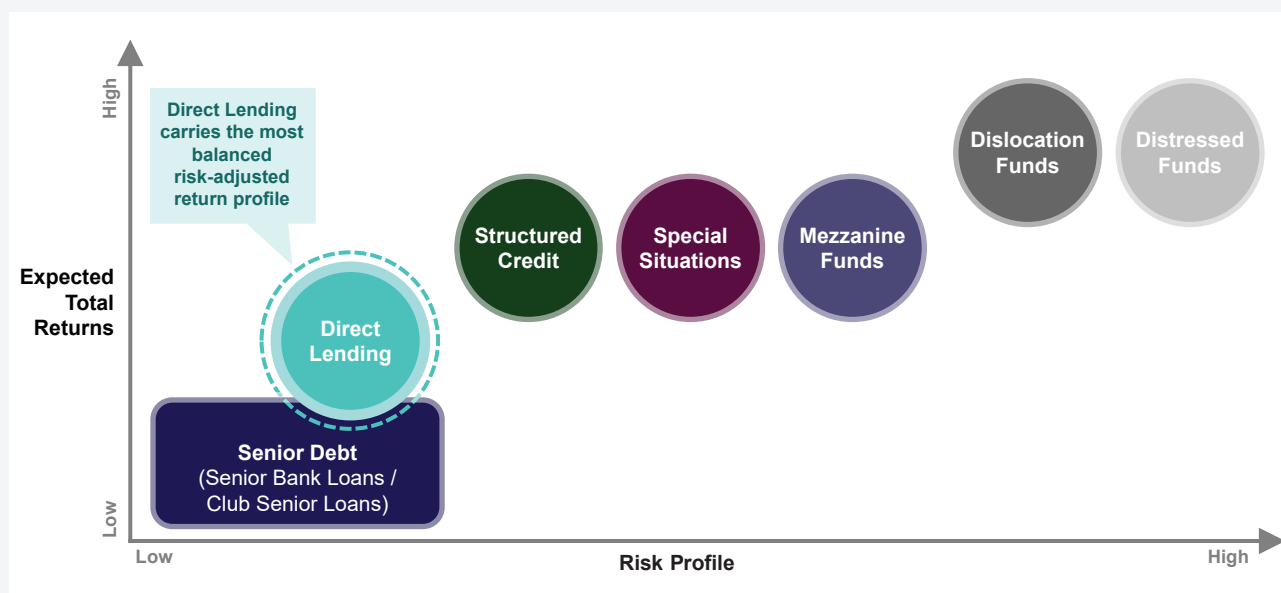 High
Direct Lending
carries the most
balanced
risk-adjusted
return profile
Dislocation
Funds
Distressed
Funds
Structured
Credit
Special
Situations
Mezzanine
Funds
Expected
Total
Returns
Direct
Lending
Senior Debt
(Senior Bank Loans /
Club Senior Loans)
Low
Low
Risk Profile
High